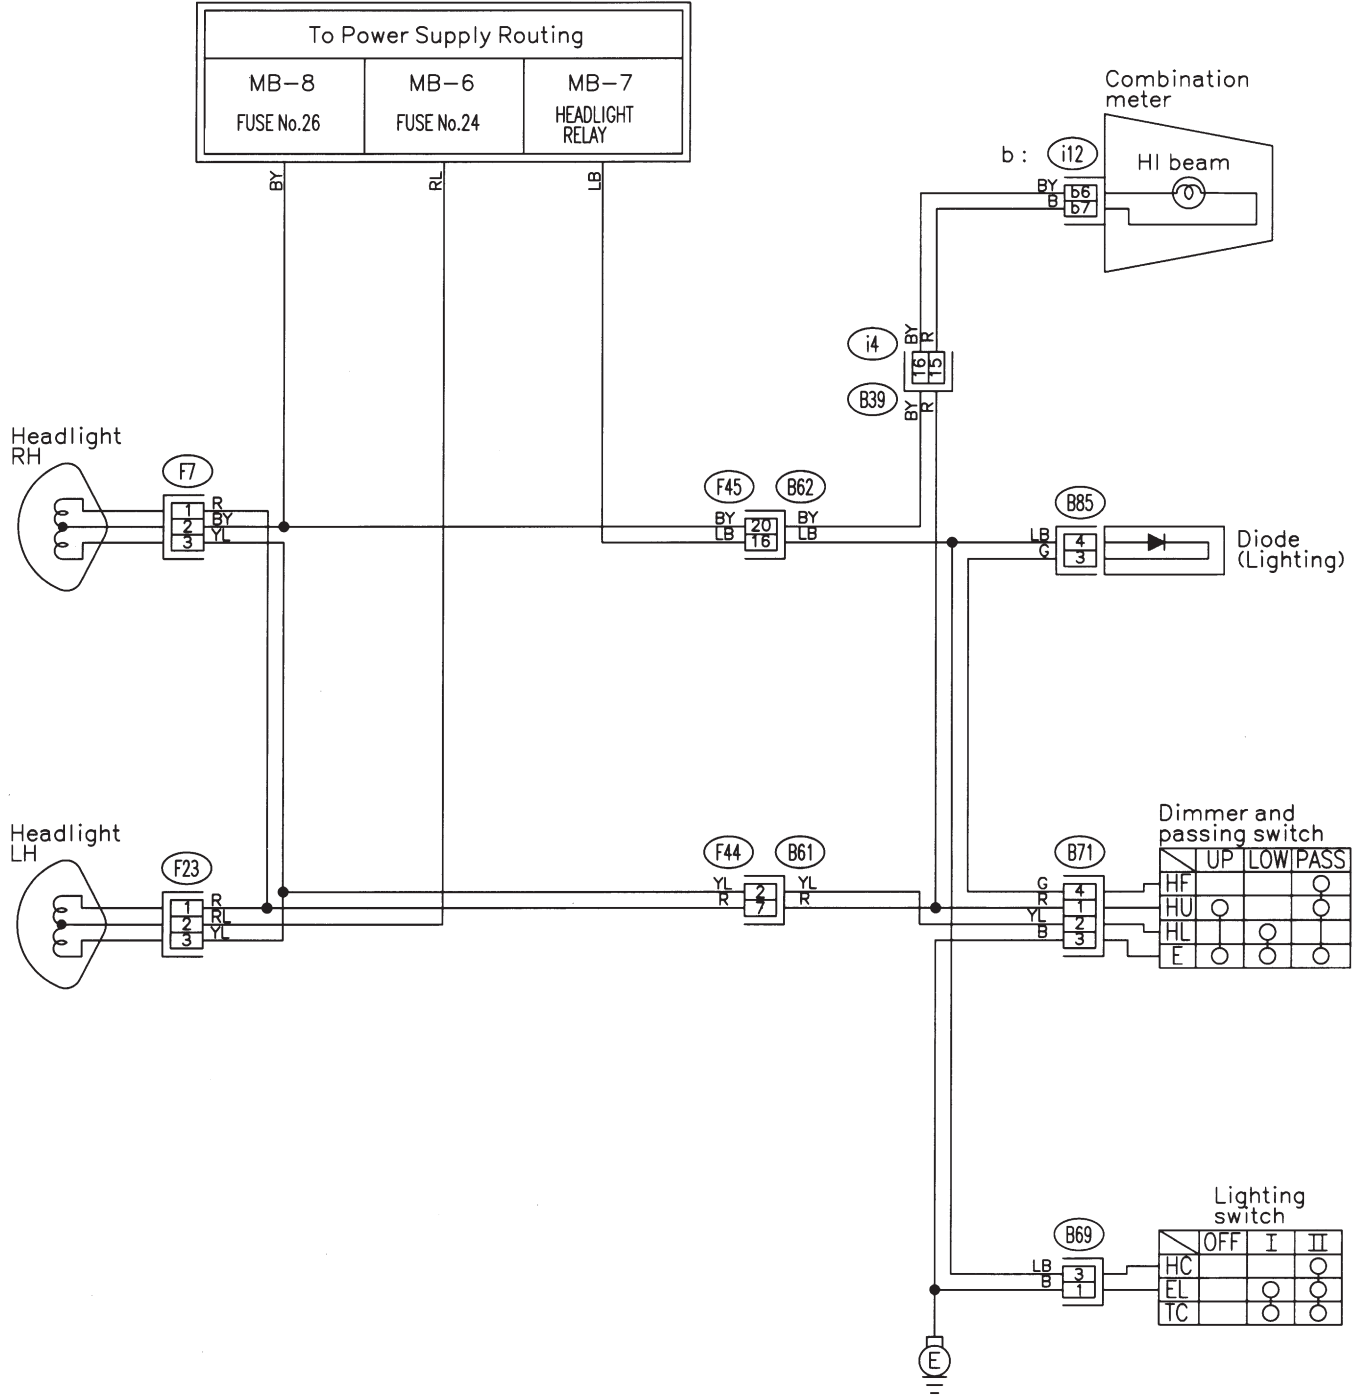 To Power Supply Routing
MB-8
MB-6
MB-7
FUSE No.26
FUSE No.24
HEADLIGHT
RELAY
BY
RL
LB
Combination
meter
b :
i12
HI beam
BY
B
b6
b7
i4
BY
R
16
15
B39
BY
R
Headlight
RH
F7
1
2
3
R
BY
YL
F45
B62
BY
LB
20
16
BY
LB
B85
LB
G
4
3
Diode
(Lighting)
Headlight
LH
F23
1
2
3
R
RL
YL
F44
B61
YL
R
2
7
YL
R
B71
G
R
YL
B
4
1
2
3
Dimmer and
passing switch
UP LOW PASS
HF
HU
HL
E
Lighting
switch
B69
LB
B
3
1
OFF I II
HC
EL
TC
E